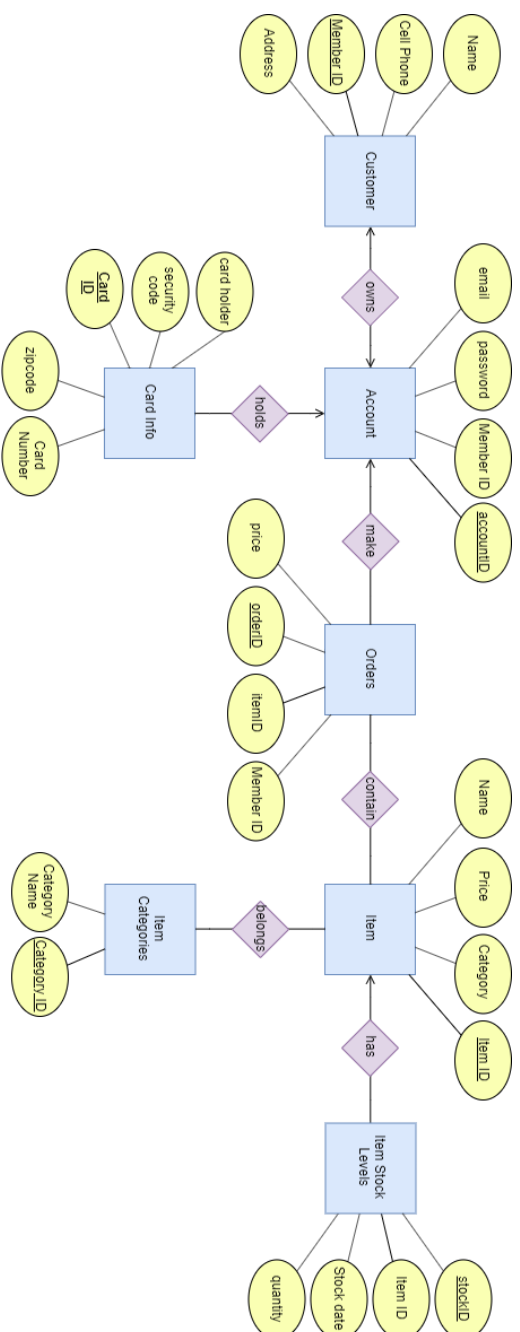 Name
Cell Phone
Member ID
Address
Customer
owns
email
password
Member ID
accountID
Account
holds
card holder
security
code
Card
ID
zipcode
Card
Number
Card Info
make
price
orderID
itemID
Member ID
Orders
contain
Name
Price
Category
Item ID
Item
belongs
Category
Name
Category ID
Item
Categories
has
Item Stock
Levels
stockID
Item ID
Stock date
quantity